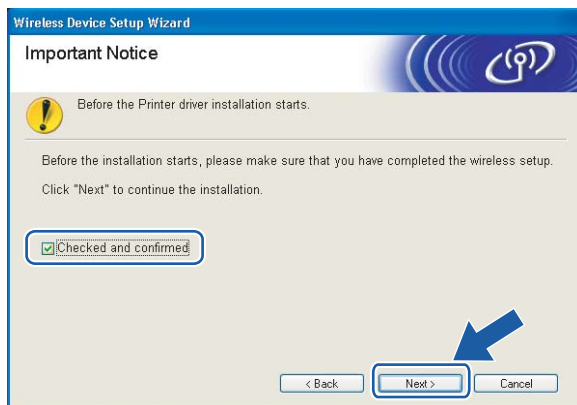 Wireless Device Setup Wizard
Important Notice
Before the Printer driver installation starts.
Before the installation starts, please make sure that you have completed the wireless setup.
Click "Next" to continue the installation.
Checked and confirmed
< Back
Next >
Cancel